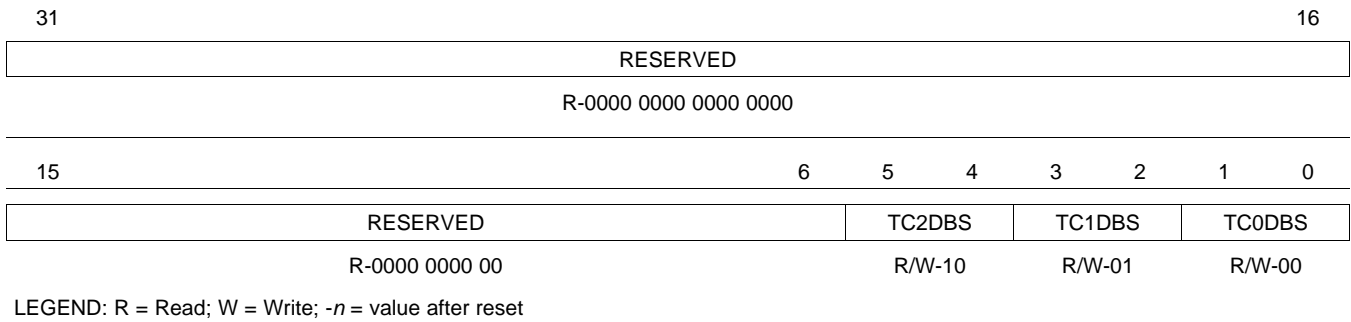 31 16
RESERVED
R-0000 0000 0000 0000
15 6 5 4 3 2 1 0
RESERVED TC2DBS TC1DBS TC0DBS
R-0000 0000 00 R/W-10 R/W-01 R/W-00
LEGEND: R = Read; W = Write; -n = value after reset